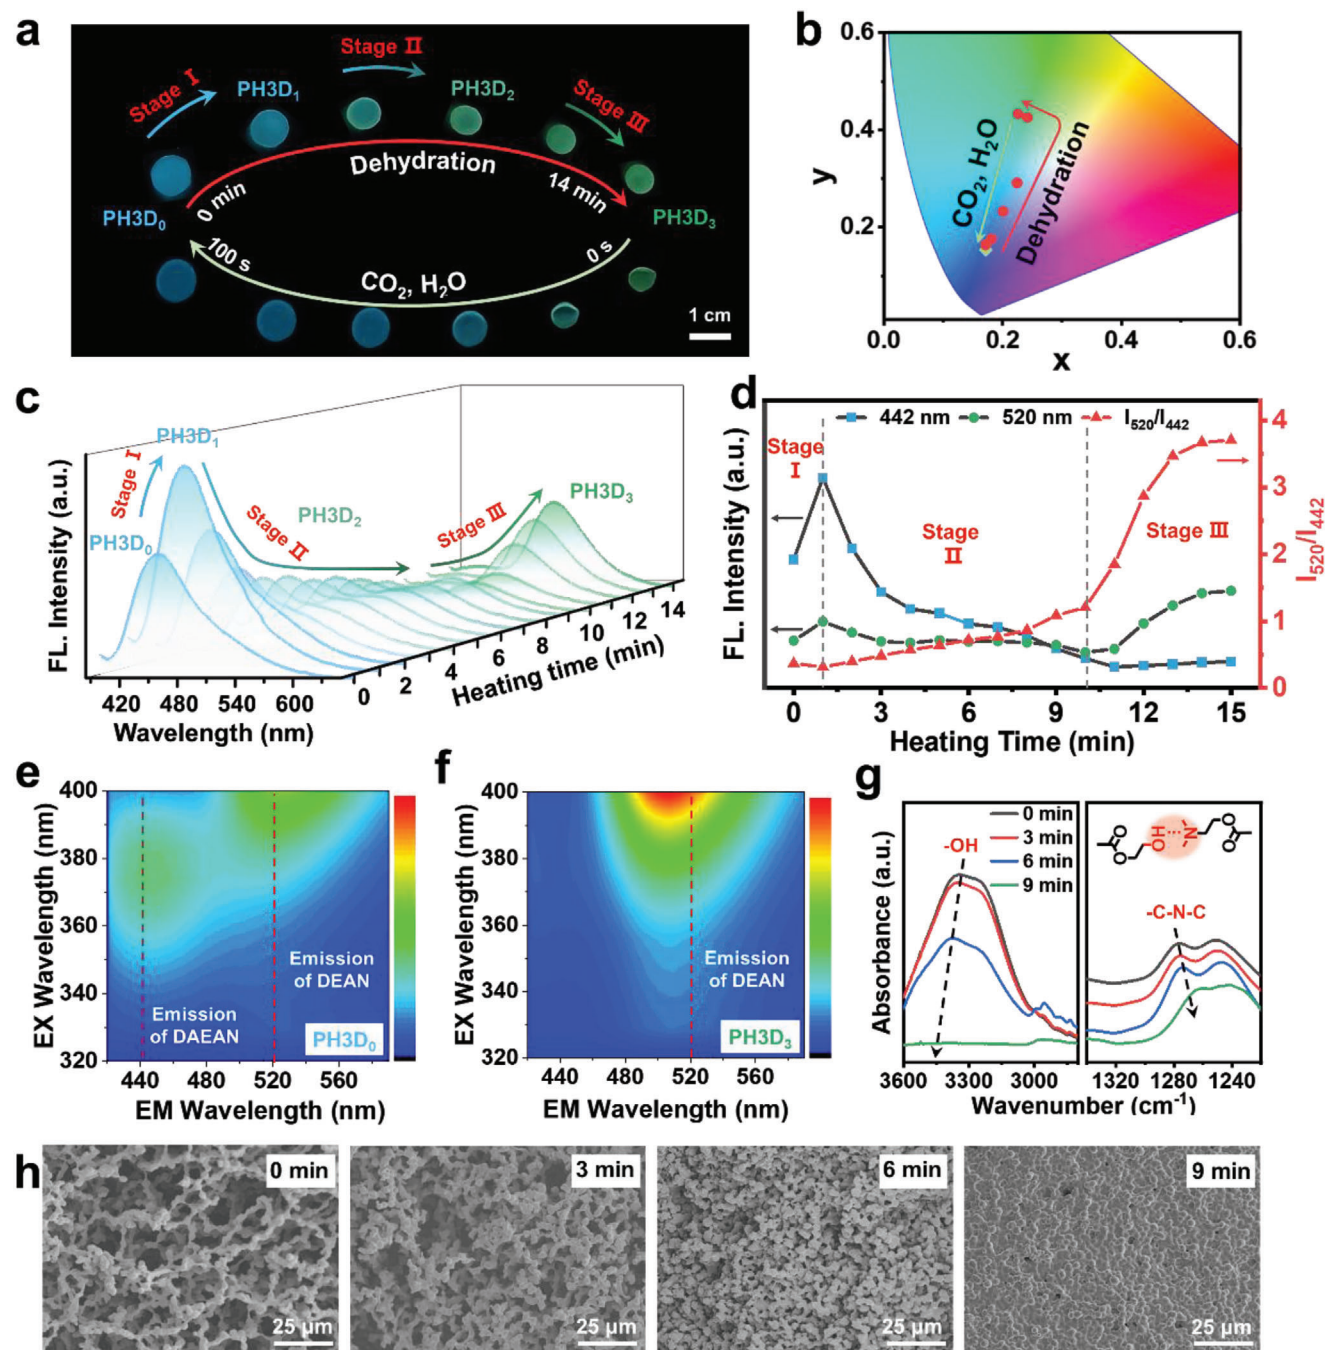 a
Stage I
PH3D₁
Stage II
PH3D₂
Stage III
Dehydration
0 min
14 min
PH3D₀
PH3D₃
100 s
0 s
CO₂, H₂O
1 cm
b
0.6
0.4
0.2
y
CO₂, H₂O
Dehydration
0.0 0.2 0.4 0.6
x
c
PH3D₁
Stage I
PH3D₀
Stage II
PH3D₂
Stage III
PH3D₃
FL. Intensity (a.u.)
420 480 540 600
Wavelength (nm)
0 2 4 6 8 10 12 14
Heating time (min)
d
442 nm 520 nm I₅₂₀/I₄₄₂
Stage I
Stage II
Stage III
FL. Intensity (a.u.)
4
3
2
1
0
I₅₂₀/I₄₄₂
0 3 6 9 12 15
Heating Time (min)
e
400
380
360
340
320
EX Wavelength (nm)
Emission of DAEAN
Emission of DEAN
PH3D₀
440 480 520 560
EM Wavelength (nm)
f
400
380
360
340
320
EX Wavelength (nm)
Emission of DEAN
PH3D₃
440 480 520 560
EM Wavelength (nm)
g
0 min
3 min
6 min
9 min
-OH
-C-N-C
O
O
OH
N
O
O
Absorbance (a.u.)
3600 3300 3000 1320 1280 1240
Wavenumber (cm⁻¹)
h
0 min
25 μm
3 min
25 μm
6 min
25 μm
9 min
25 μm